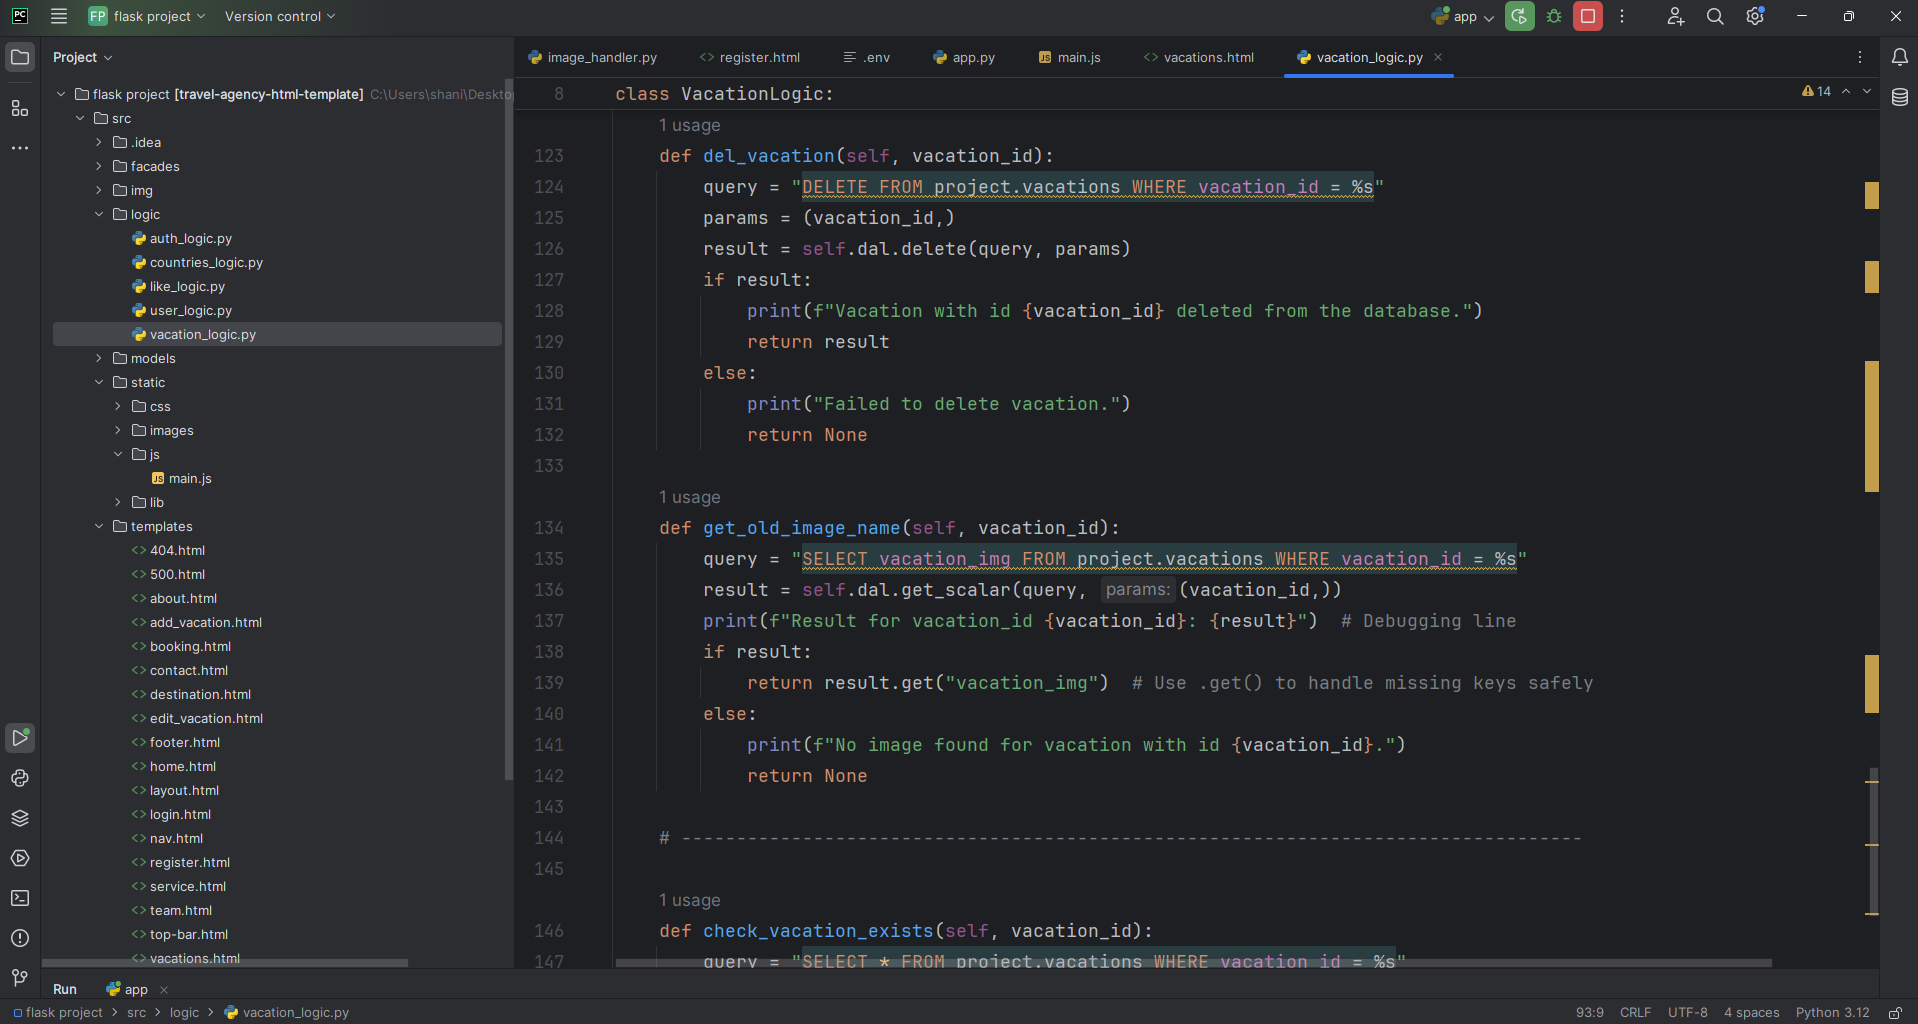 PC
FP flask project
Version control
app
Project
image_handler.py
register.html
.env
app.py
JS main.js
vacations.html
vacation_logic.py
flask project [travel-agency-html-template] C:\Users\shani\Deskto
src
.idea
facades
img
logic
auth_logic.py
countries_logic.py
like_logic.py
user_logic.py
vacation_logic.py
models
static
css
images
js
JS main.js
lib
templates
<> 404.html
<> 500.html
<> about.html
<> add_vacation.html
<> booking.html
<> contact.html
<> destination.html
<> edit_vacation.html
<> footer.html
<> home.html
<> layout.html
<> login.html
<> nav.html
<> register.html
<> service.html
<> team.html
<> top-bar.html
<> vacations.html
8 class VacationLogic:
14
1 usage
123 def del_vacation(self, vacation_id):
124 query = "DELETE FROM project.vacations WHERE vacation_id = %s"
125 params = (vacation_id,)
126 result = self.dal.delete(query, params)
127 if result:
128 print(f"Vacation with id {vacation_id} deleted from the database.")
129 return result
130 else:
131 print("Failed to delete vacation.")
132 return None
133
1 usage
134 def get_old_image_name(self, vacation_id):
135 query = "SELECT vacation_img FROM project.vacations WHERE vacation_id = %s"
136 result = self.dal.get_scalar(query, params: (vacation_id,))
137 print(f"Result for vacation_id {vacation_id}: {result}")  # Debugging line
138 if result:
139 return result.get("vacation_img")  # Use .get() to handle missing keys safely
140 else:
141 print(f"No image found for vacation with id {vacation_id}.")
142 return None
143
144 # ----------------------------------------------------------------------------------
145
1 usage
146 def check_vacation_exists(self, vacation_id):
147 query = "SELECT * FROM project.vacations WHERE vacation_id = %s"
Run
app
flask project > src > logic > vacation_logic.py
93:9 CRLF UTF-8 4 spaces Python 3.12